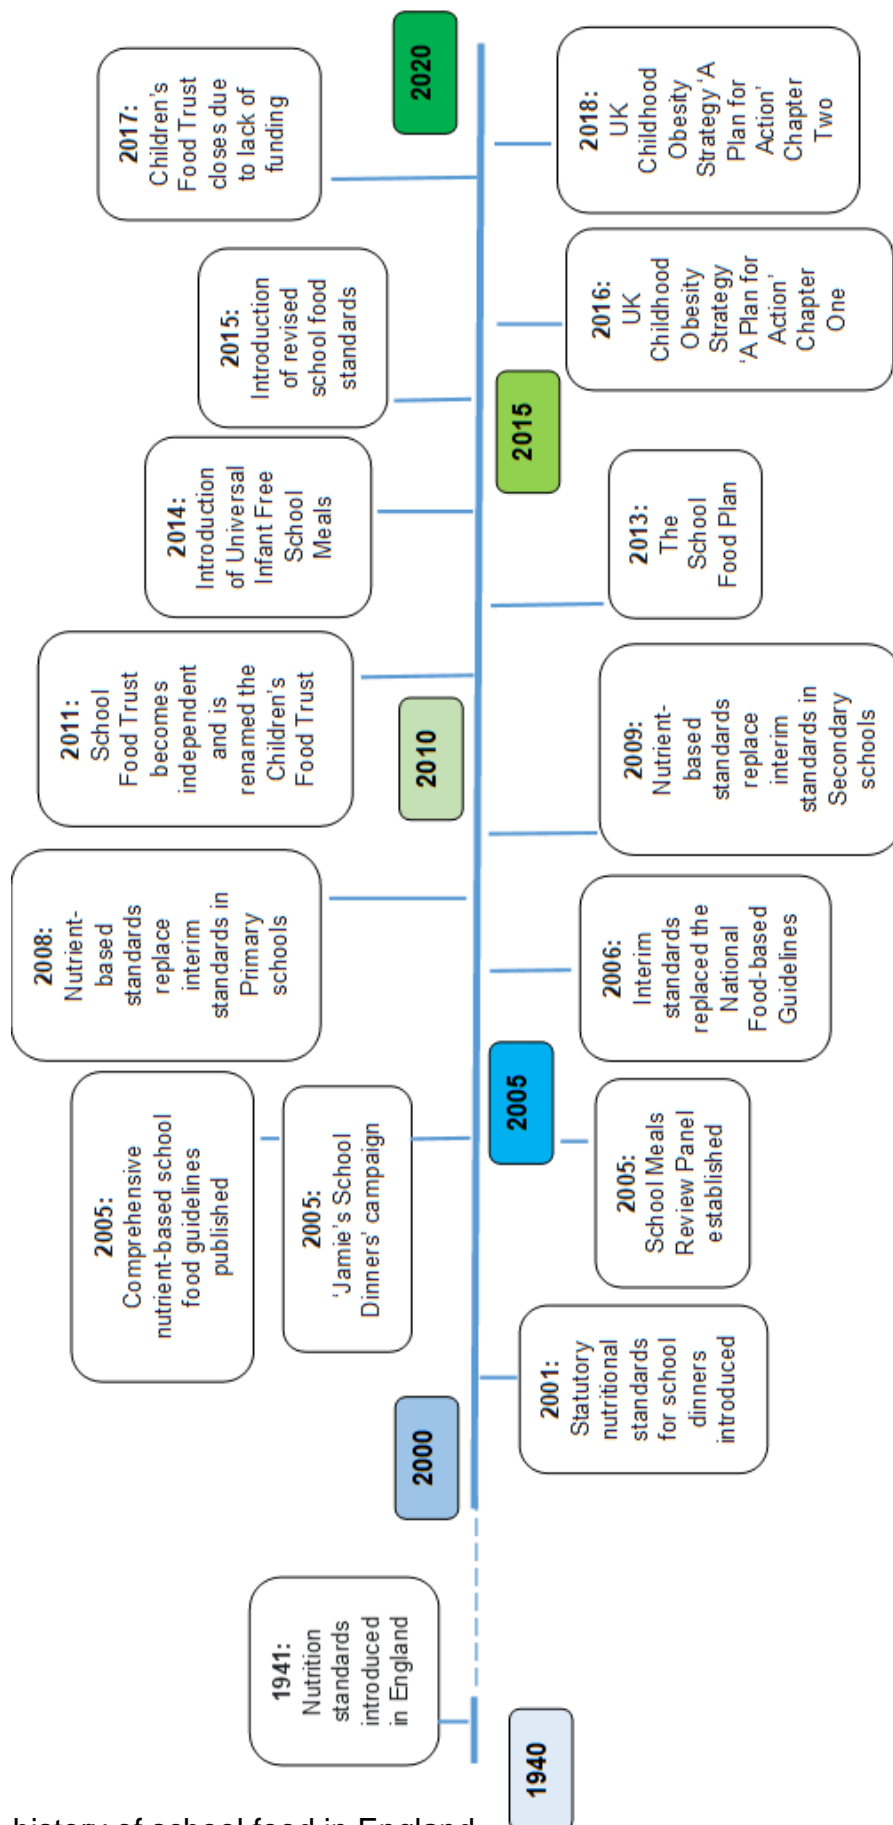 1941:
Nutrition
standards
introduced
in England
1940
2000
2001:
Statutory
nutritional
standards
for school
dinners
introduced
2005:
Comprehensive
nutrient-based school
food guidelines
published
2005:
'Jamie's School
Dinners' campaign
2005
2005:
School Meals
Review Panel
established
2006:
Interim
standards
replaced the
National
Food-based
Guidelines
2008:
Nutrient-
based
standards
replace
interim
standards in
Primary
schools
2009:
Nutrient-
based
standards
replace
interim
standards in
Secondary
schools
2010
2011:
School
Food Trust
becomes
independent
and is
renamed the
Children's
Food Trust
2013:
The
School
Food Plan
2014:
Introduction
of Universal
Infant Free
School
Meals
2015
2015:
Introduction
of revised
school food
standards
2016:
UK
Childhood
Obesity
Strategy
‘A Plan for
Action’
Chapter
One
2017:
Children's
Food Trust
closes due
to lack of
funding
2018:
UK
Childhood
Obesity
Strategy ‘A
Plan for
Action’
Chapter
Two
2020
history of school food in England